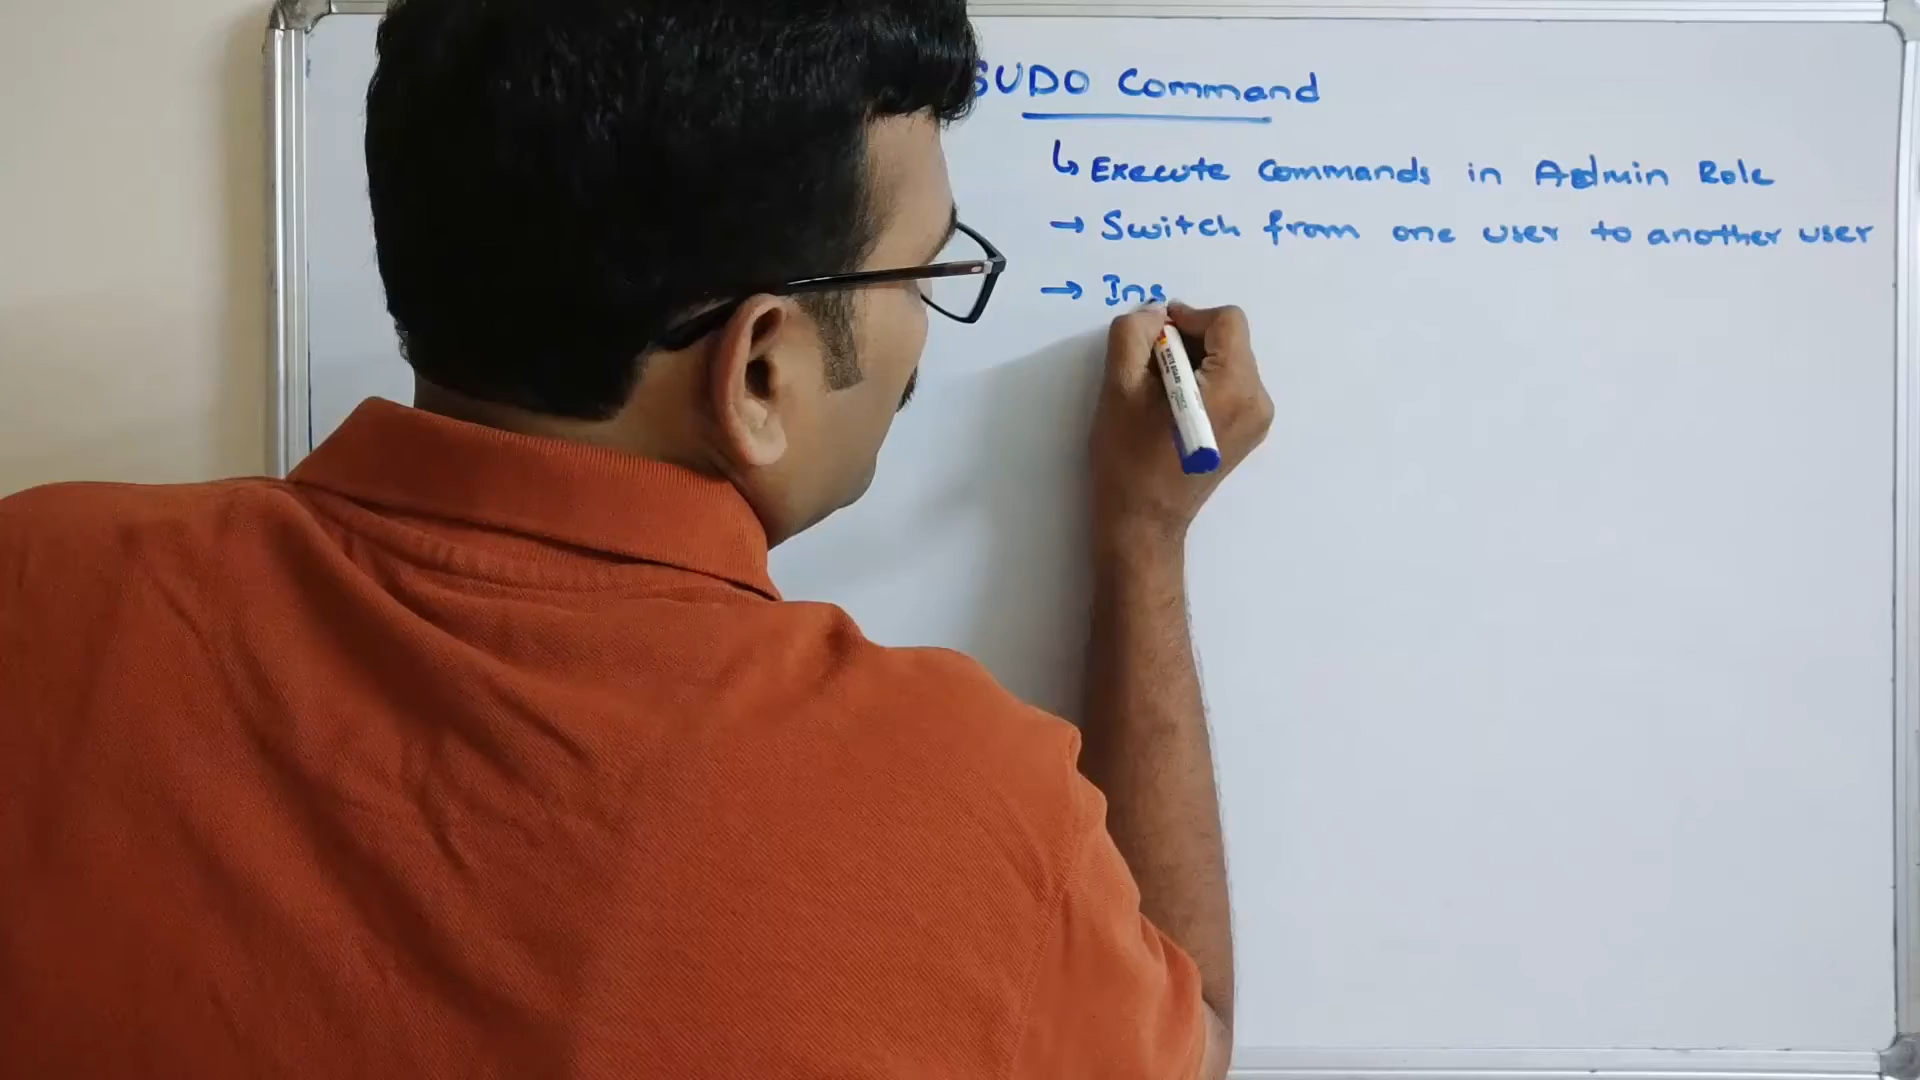 SUDO Command
↳ Execute Commands in Admin Role
→ Switch from one user to another user
→ Ins